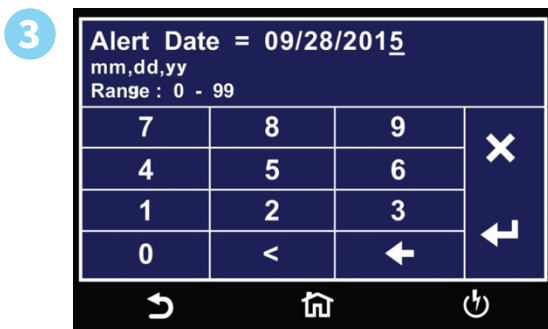 3
Alert Date = 09/28/2015
mm,dd,yy
Range : 0 - 99
7 8 9
4 5 6
1 2 3
0 <